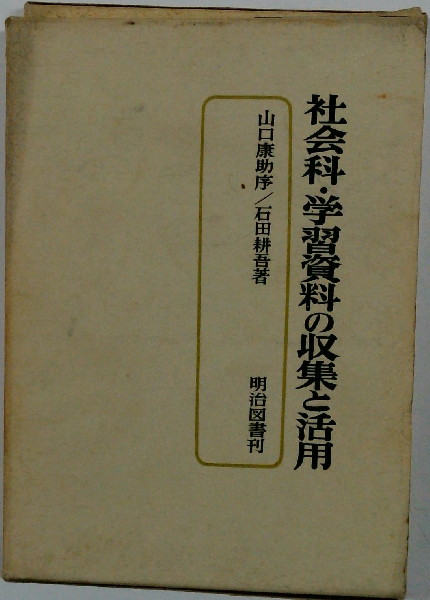 社会科・学習資料の収集と活用
山口康助序／石田耕吾著
明治図書刊